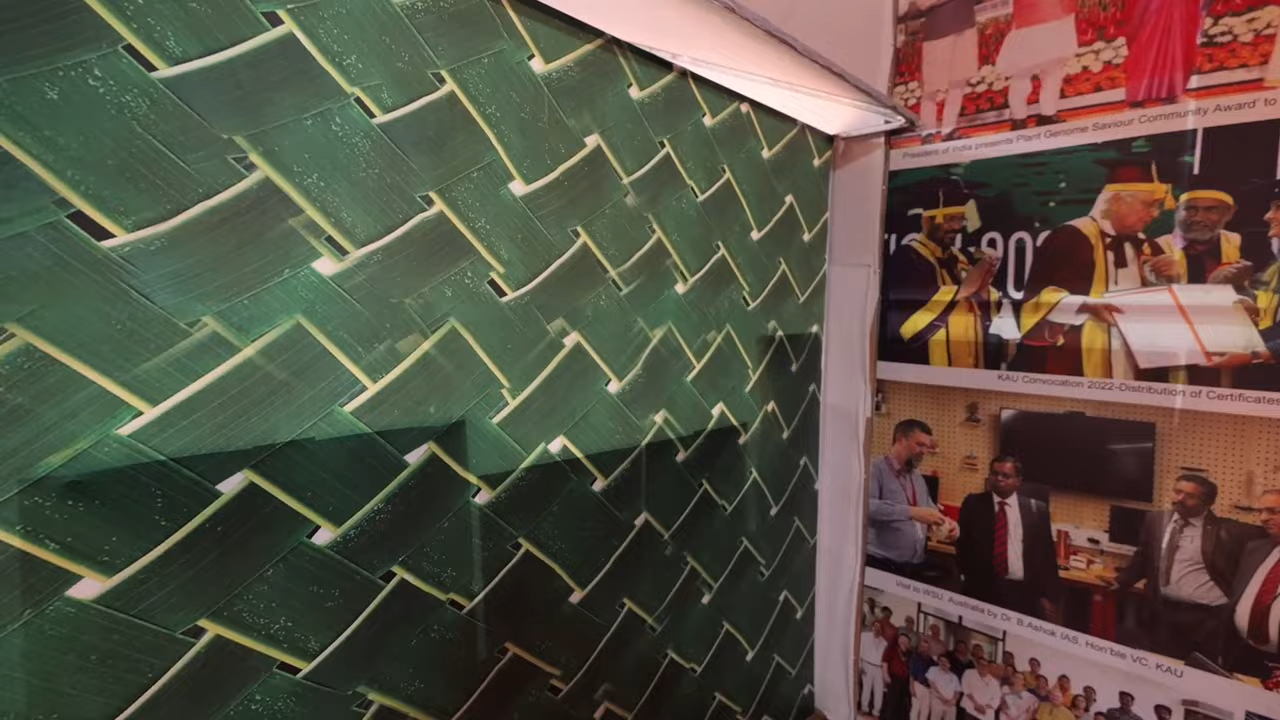 President of India presents Plant Genome Saviour Community Award' to
KAU Convocation 2022-Distribution of Certificates
Visit to WSU, Australia by Dr. B.Ashok IAS, Hon'ble VC, KAU